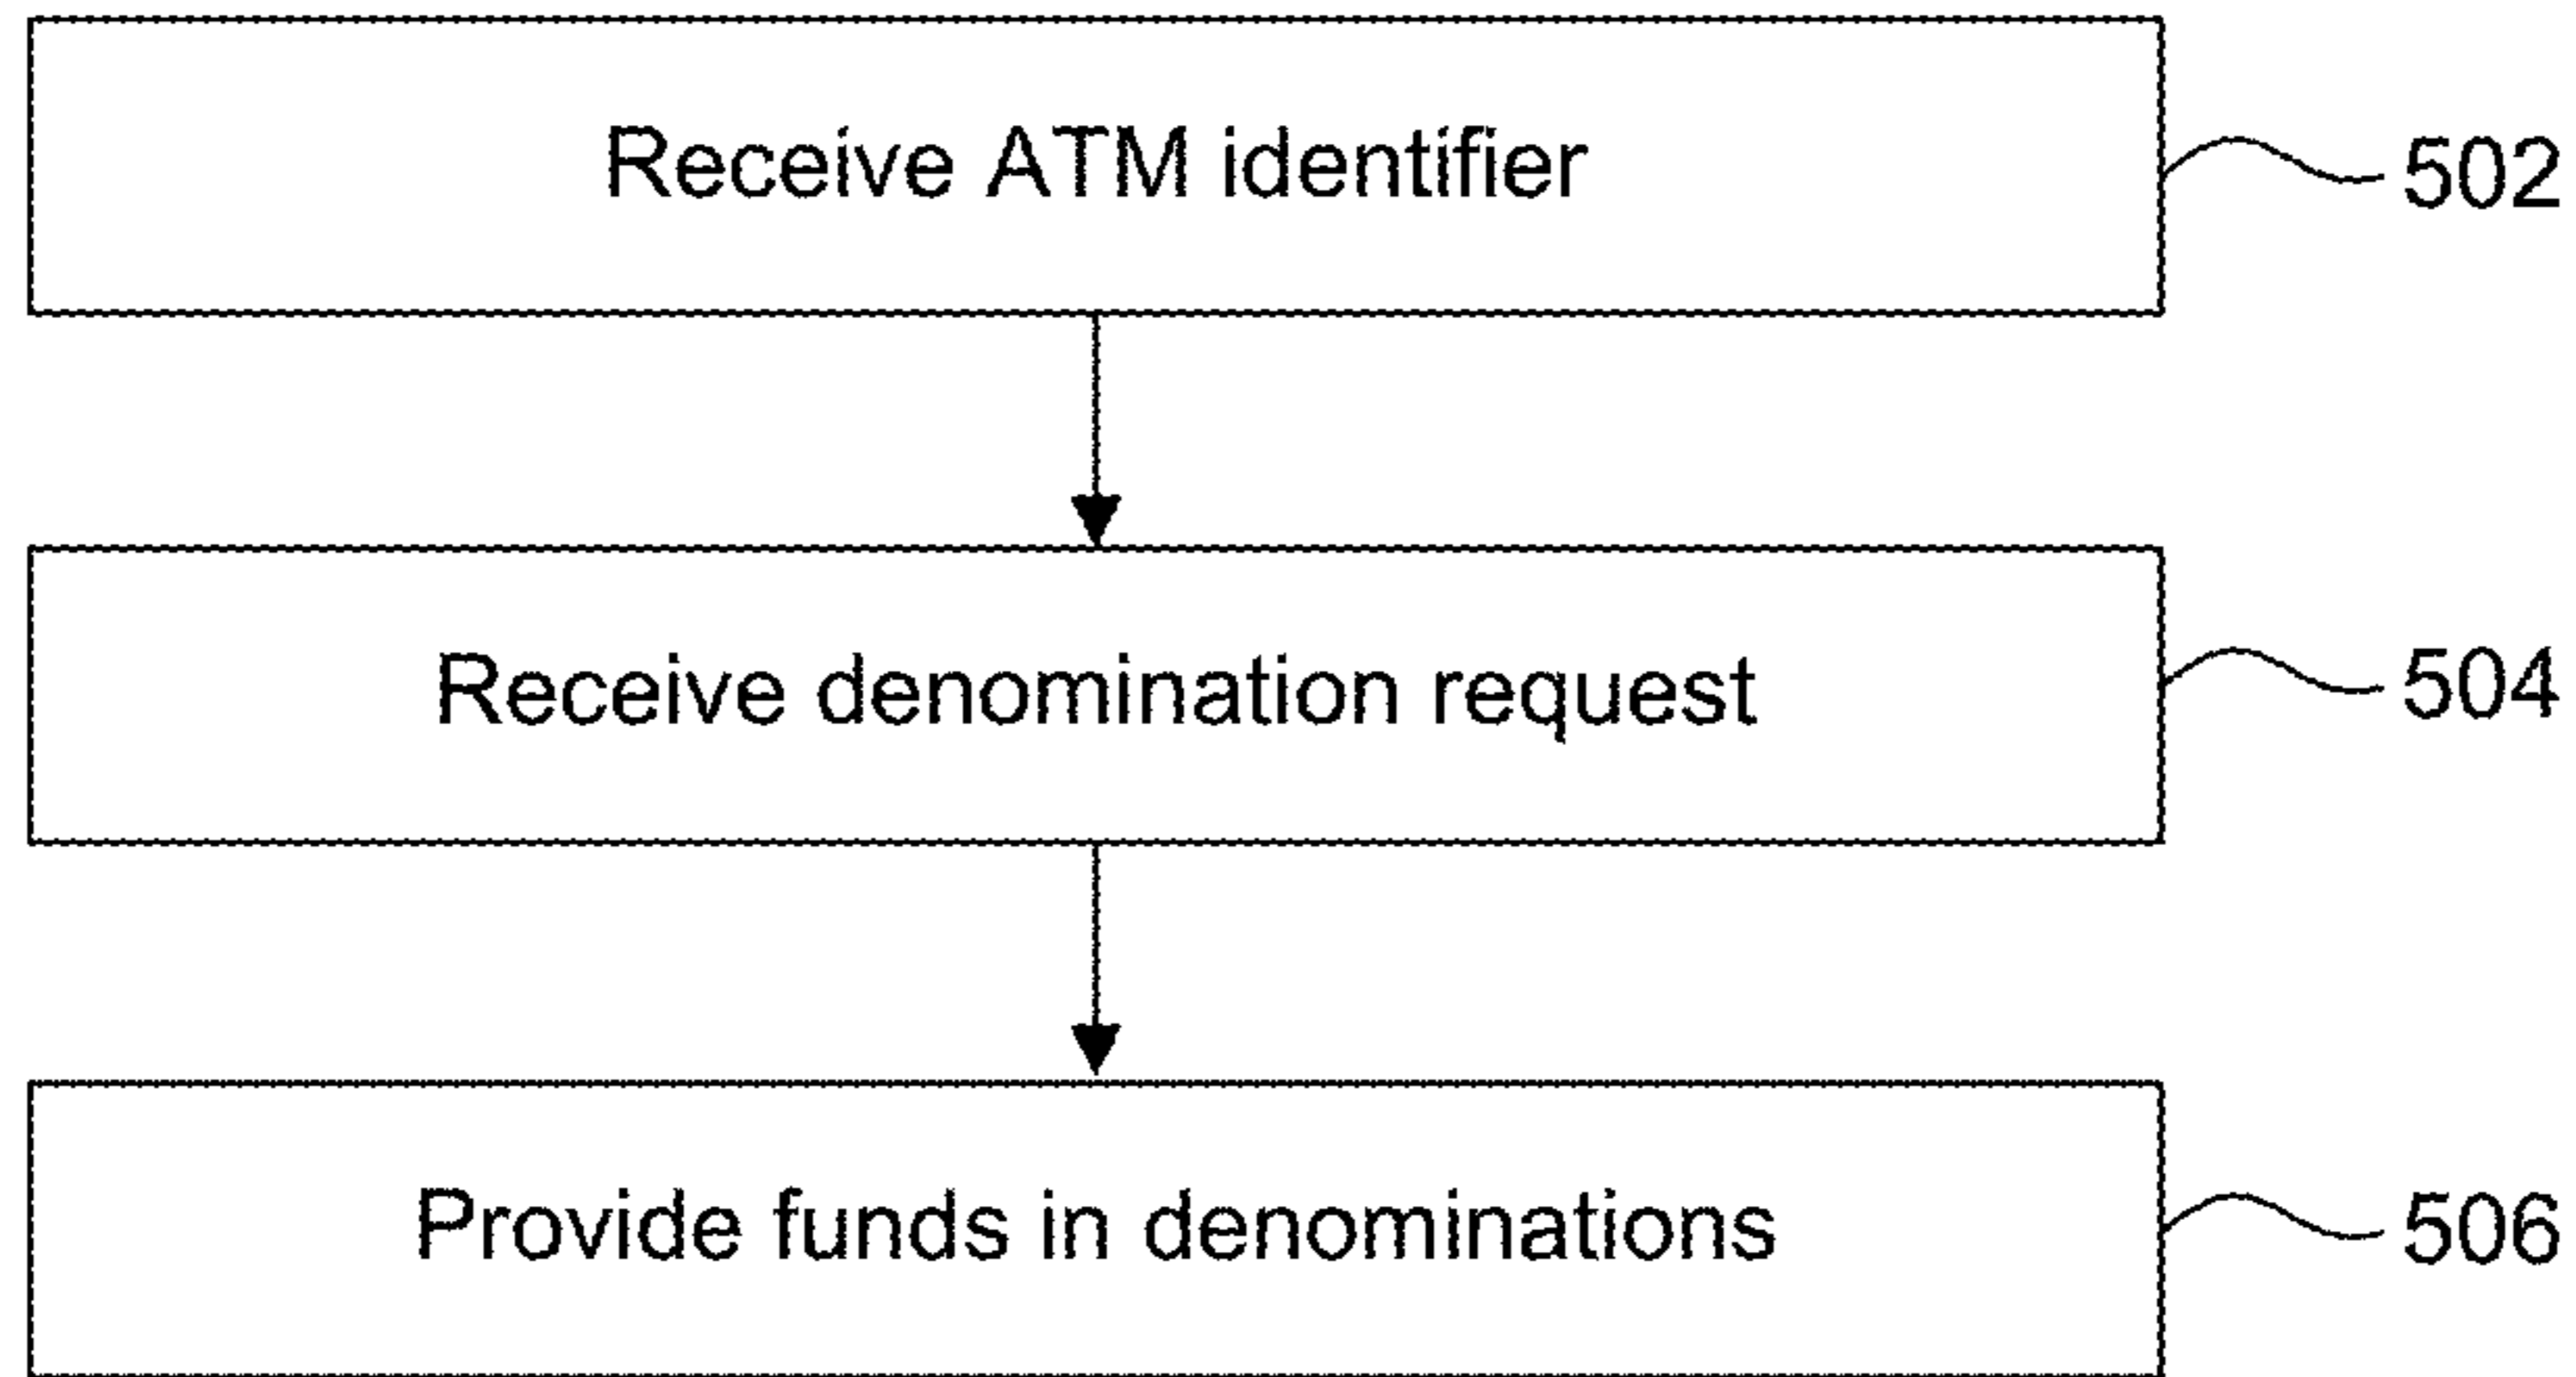 Receive ATM identifier
502
Receive denomination request
504
Provide funds in denominations
506